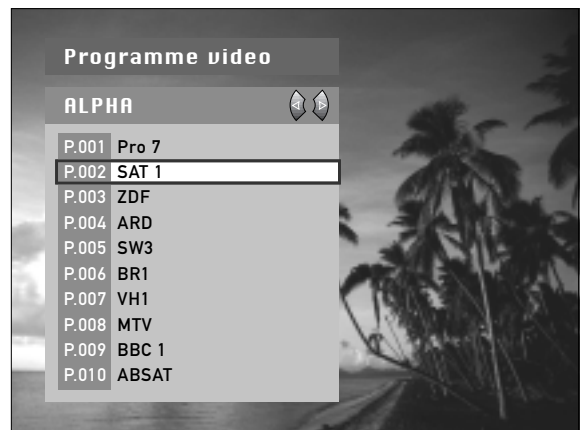 Programme video
ALPHA
P.001 Pro 7
P.002 SAT 1
P.003 ZDF
P.004 ARD
P.005 SW3
P.006 BR1
P.007 VH1
P.008 MTV
P.009 BBC 1
P.010 ABSAT